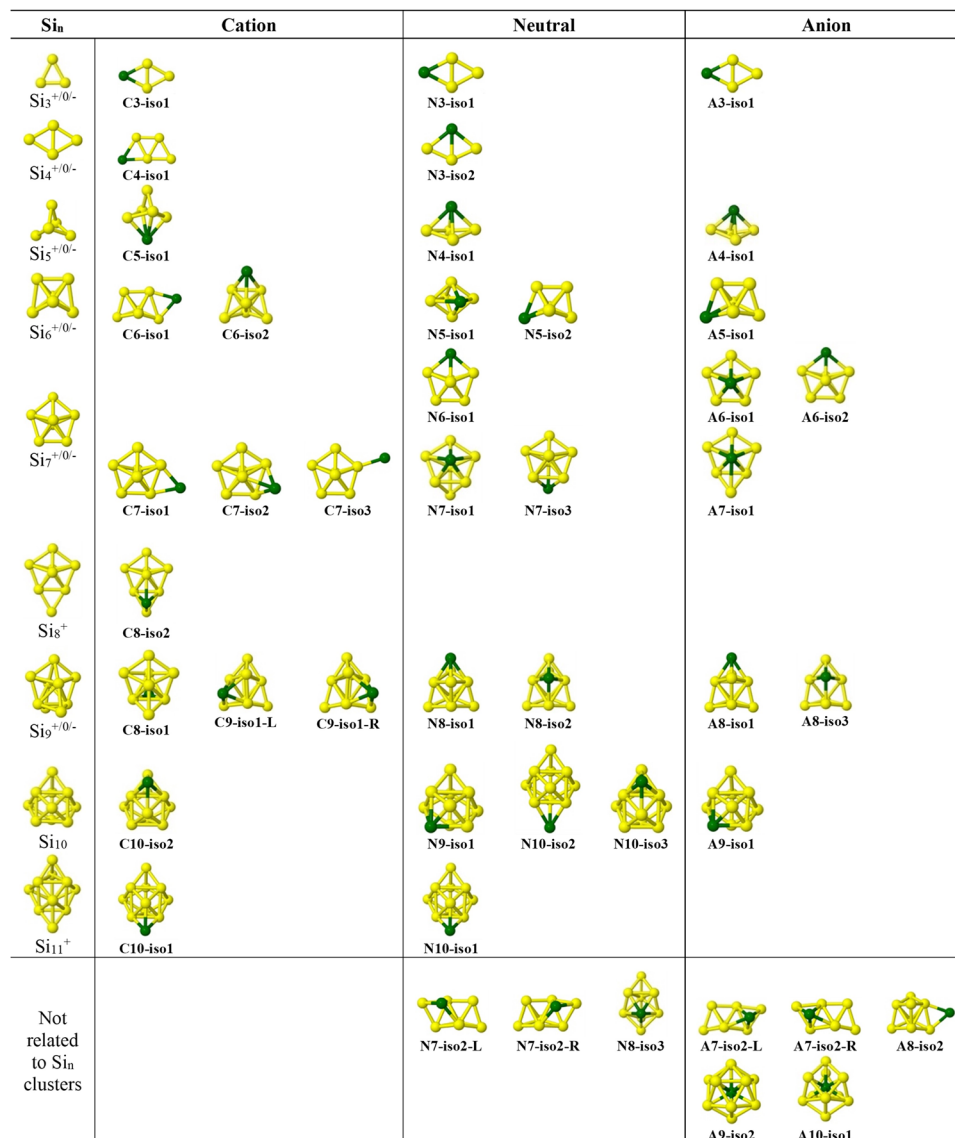 Siₙ Cation Neutral Anion
Si₃⁺/⁰/⁻ C3-iso1 N3-iso1 A3-iso1
Si₄⁺/⁰/⁻ C4-iso1 N3-iso2
Si₅⁺/⁰/⁻ C5-iso1 N4-iso1 A4-iso1
Si₆⁺/⁰/⁻ C6-iso1 C6-iso2 N5-iso1 N5-iso2 A5-iso1
N6-iso1 A6-iso1 A6-iso2
Si₇⁺/⁰/⁻
C7-iso1 C7-iso2 C7-iso3 N7-iso1 N7-iso3 A7-iso1
Si₈⁺ C8-iso2
Si₉⁺/⁰/⁻ C8-iso1 C9-iso1-L C9-iso1-R N8-iso1 N8-iso2 A8-iso1 A8-iso3
Si₁₀ C10-iso2 N9-iso1 N10-iso2 N10-iso3 A9-iso1
Si₁₁⁺ C10-iso1 N10-iso1
Not
related
to Siₙ
clusters
N7-iso2-L N7-iso2-R N8-iso3 A7-iso2-L A7-iso2-R A8-iso2
A9-iso2 A10-iso1